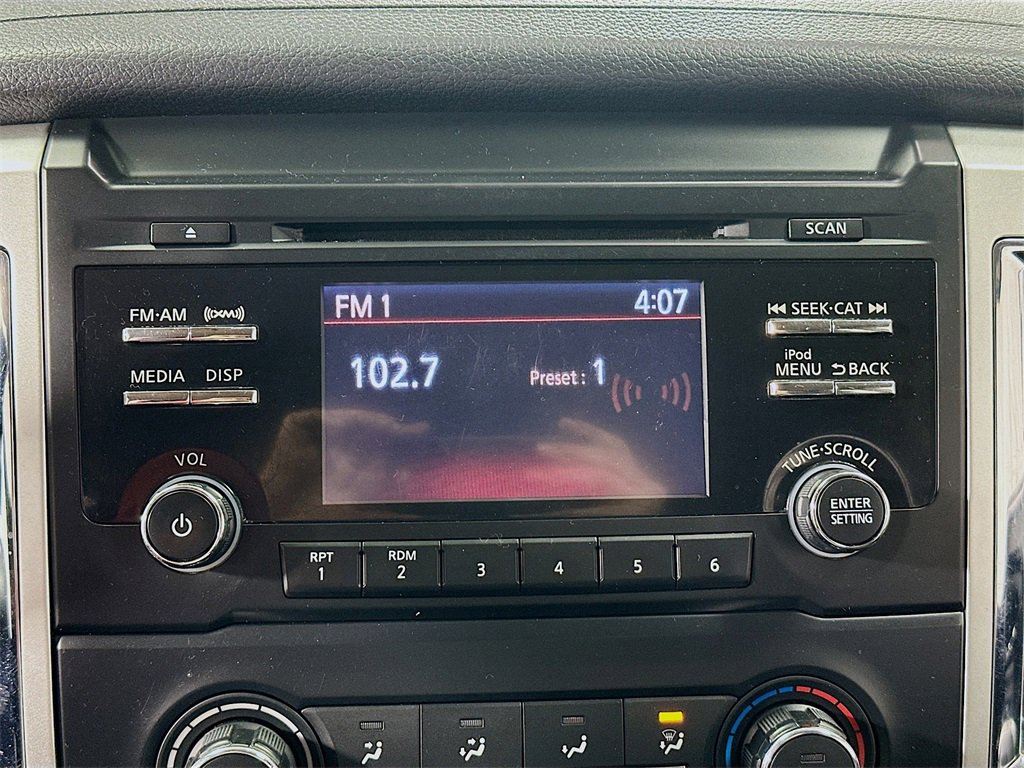 SCAN
FM·AM ((XM))
FM 1 4:07
⏮ SEEK·CAT ⏭
102.7 Preset: 1
iPod
MEDIA DISP
MENU ⮌BACK
VOL
TUNE·SCROLL
ENTER
SETTING
RPT RDM
1 2 3 4 5 6